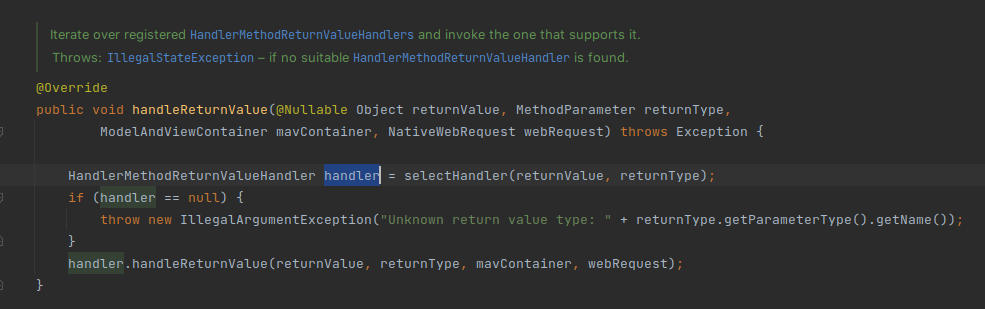 Iterate over registered HandlerMethodReturnValueHandlers and invoke the one that supports it.
Throws: IllegalStateException – if no suitable HandlerMethodReturnValueHandler is found.
@Override
public void handleReturnValue(@Nullable Object returnValue, MethodParameter returnType,
ModelAndViewContainer mavContainer, NativeWebRequest webRequest) throws Exception {
HandlerMethodReturnValueHandler handler = selectHandler(returnValue, returnType);
if (handler == null) {
throw new IllegalArgumentException("Unknown return value type: " + returnType.getParameterType().getName());
}
handler.handleReturnValue(returnValue, returnType, mavContainer, webRequest);
}